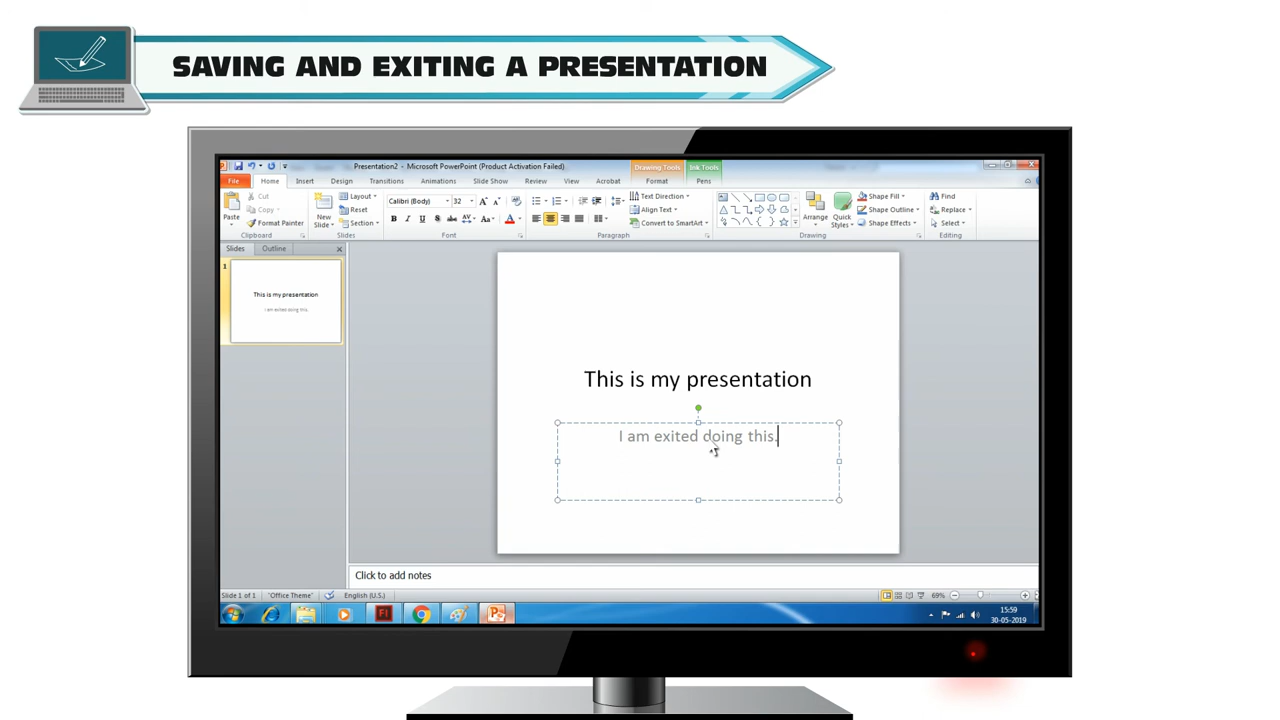 SAVING AND EXITING A PRESENTATION
Presentation2 - Microsoft PowerPoint (Product Activation Failed)
Drawing Tools
Ink Tools
File
Home
Insert
Design
Transitions
Animations
Slide Show
Review
View
Acrobat
Format
Pens
Paste
Cut
Copy
Format Painter
Clipboard
New
Slide
Layout
Reset
Section
Slides
Calibri (Body)
32
Font
Text Direction
Align Text
Convert to SmartArt
Paragraph
Arrange
Quick
Styles
Shape Fill
Shape Outline
Shape Effects
Drawing
Find
Replace
Select
Editing
Slides
Outline
1
This is my presentation
I am exited doing this.
This is my presentation
I am exited doing this.
Click to add notes
Slide 1 of 1
"Office Theme"
English (U.S.)
69%
15:59
30-05-2019